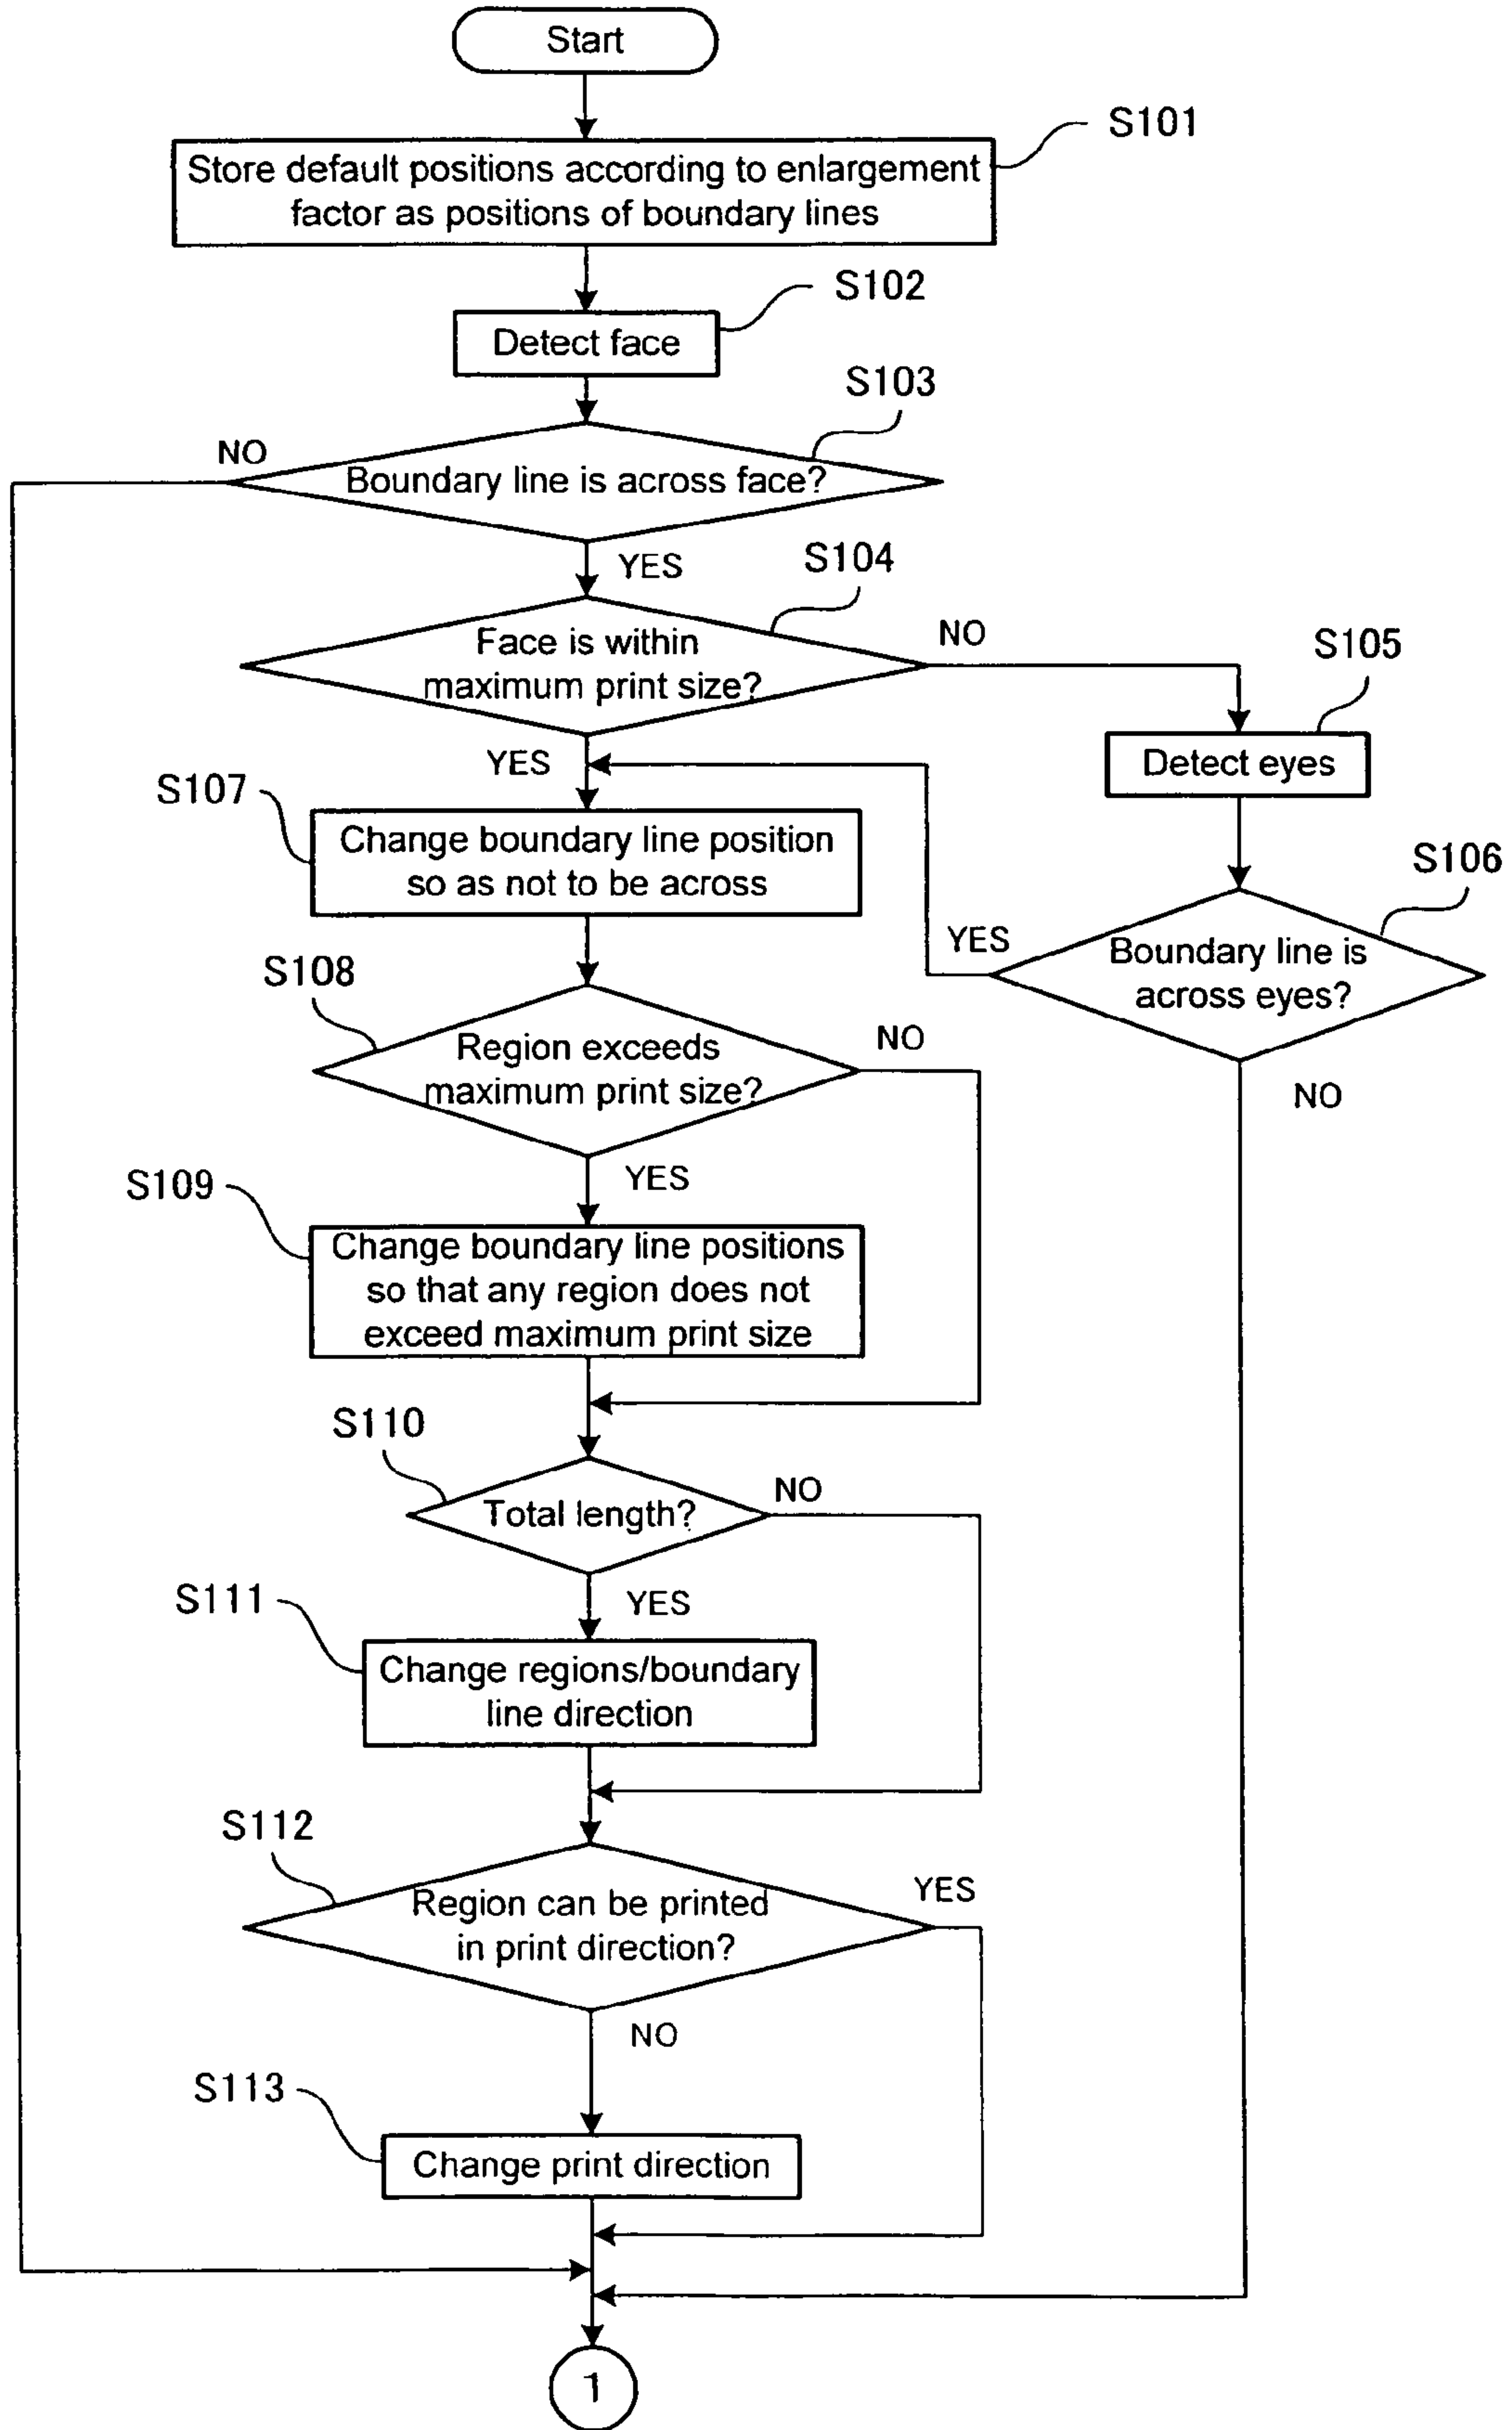 Start
S101
Store default positions according to enlargement
factor as positions of boundary lines
S102
Detect face
S103
NO
Boundary line is across face?
YES
S104
Face is within
maximum print size?
NO
S105
Detect eyes
YES
S107
Change boundary line position
so as not to be across
S106
YES
Boundary line is
across eyes?
NO
S108
Region exceeds
maximum print size?
NO
YES
S109
Change boundary line positions
so that any region does not
exceed maximum print size
S110
Total length?
NO
YES
S111
Change regions/boundary
line direction
S112
Region can be printed
in print direction?
YES
NO
S113
Change print direction
1